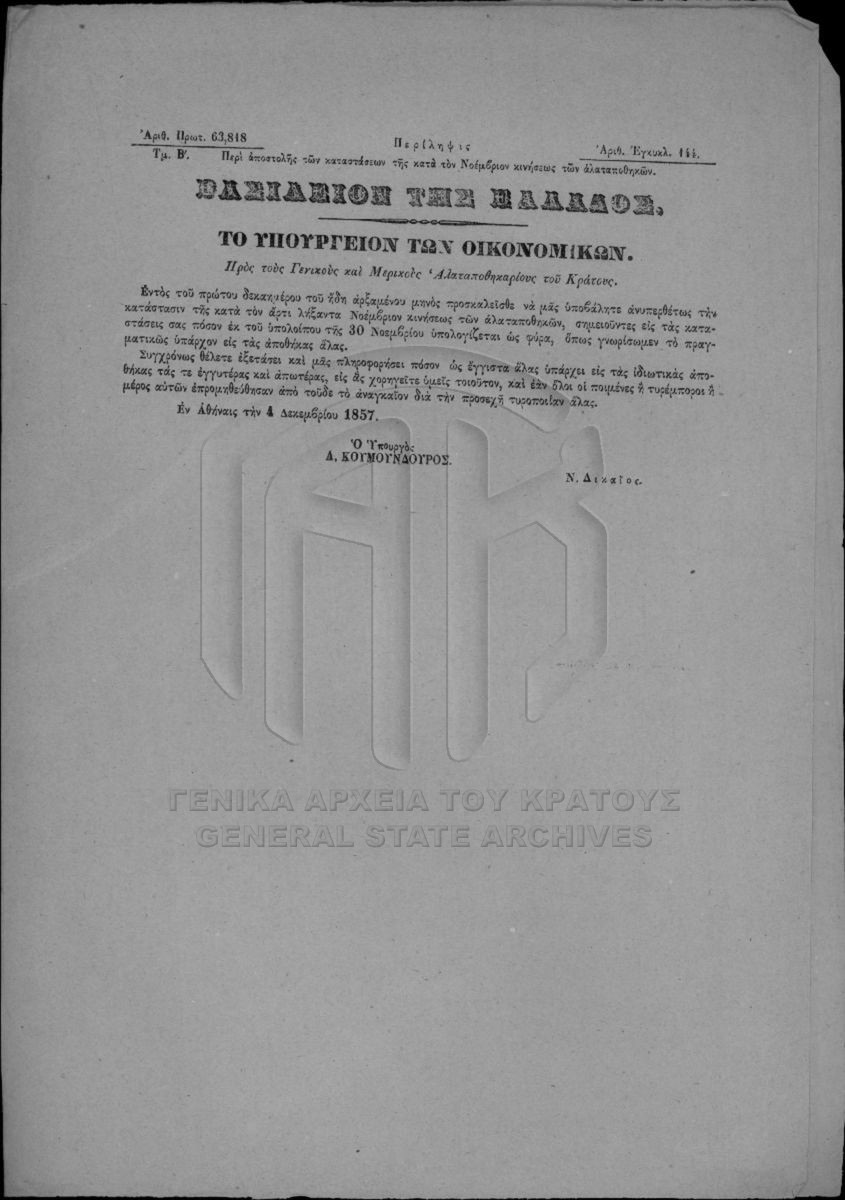 Ἀριθ. Πρωτ. 63,818
Περίληψις
Ἀριθ. Ἐγκυκλ.
Τμ. Β΄. Περὶ ἀποστολῆς τῶν καταστάσεων τῆς κατὰ τὸν Νοέμβριον κινήσεως τῶν ἁλαταποθηκῶν.
ΒΑΣΙΛΕΙΟΝ ΤΗΣ ΕΛΛΑΔΟΣ.
ΤΟ ΥΠΟΥΡΓΕΙΟΝ ΤΩΝ ΟΙΚΟΝΟΜΙΚΩΝ.
Πρὸς τοὺς Γενικοὺς καὶ Μερικοὺς Ἁλαταποθηκαρίους τοῦ Κράτους.
Ἐντὸς τοῦ πρώτου δεκαημέρου τοῦ ἤδη ἀρξαμένου μηνὸς προσκαλεῖσθε νὰ μᾶς ὑποβάλητε ἀνυπερθέτως τὴν
κατάστασιν τῆς κατὰ τὸν ἄρτι λήξαντα Νοέμβριον κινήσεως τῶν ἁλαταποθηκῶν, σημειοῦντες εἰς τὰς κατα-
στάσεις σας πόσον ἐκ τοῦ ὑπολοίπου τῆς 30 Νοεμβρίου ὑπολογίζεται ὡς φύρα, ὅπως γνωρίσωμεν τὸ πραγ-
ματικῶς ὑπάρχον εἰς τὰς ἀποθήκας ἅλας.
Συγχρόνως θέλετε ἐξετάσει καὶ μᾶς πληροφορήσει πόσον ὡς ἔγγιστα ἅλας ὑπάρχει εἰς τὰς ἰδιωτικὰς ἀπο-
θήκας τάς τε ἐγγυτέρας καὶ ἀπωτέρας, εἰς ἃς χορηγεῖτε ὑμεῖς τοιοῦτον, καὶ ἐὰν ὅλοι οἱ ποιμένες ἢ τυρέμποροι ἢ
μέρος αὐτῶν ἐπρομηθεύθησαν ἀπὸ τοῦδε τὸ ἀναγκαῖον διὰ τὴν προσεχῆ τυροποιΐαν ἅλας.
Ἐν Ἀθήναις τὴν 4 Δεκεμβρίου 1857.
Ὁ Ὑπουργὸς
Α. ΚΟΥΜΟΥΝΔΟΥΡΟΣ.
Ν. Δικαῖος.
ΓΕΝΙΚΑ ΑΡΧΕΙΑ ΤΟΥ ΚΡΑΤΟΥΣ
GENERAL STATE ARCHIVES